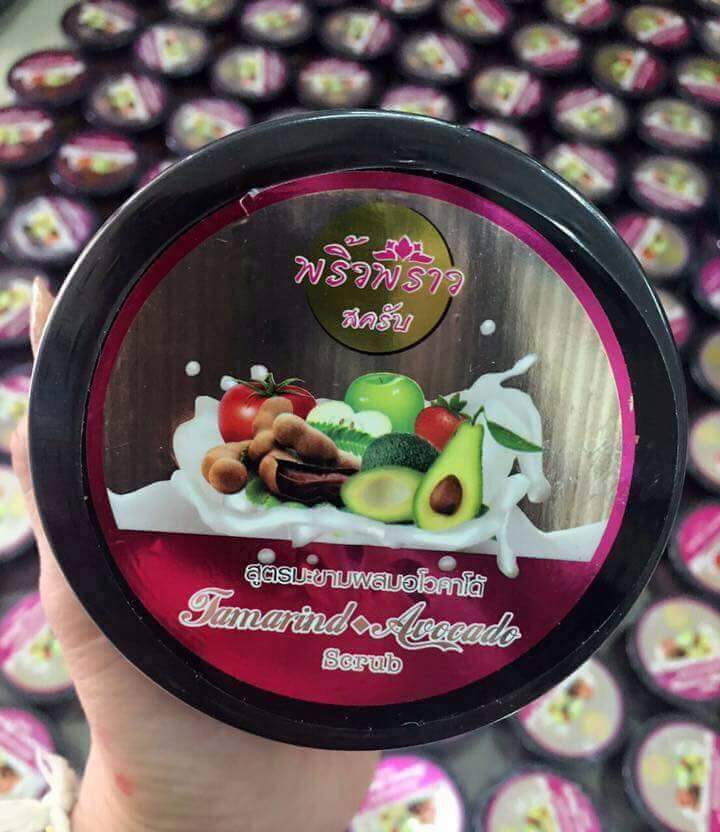 พริ้วพราว
สครับ
สูตรมะขามผสมอโวคาโด้
Tamarind Avocado
Scrub